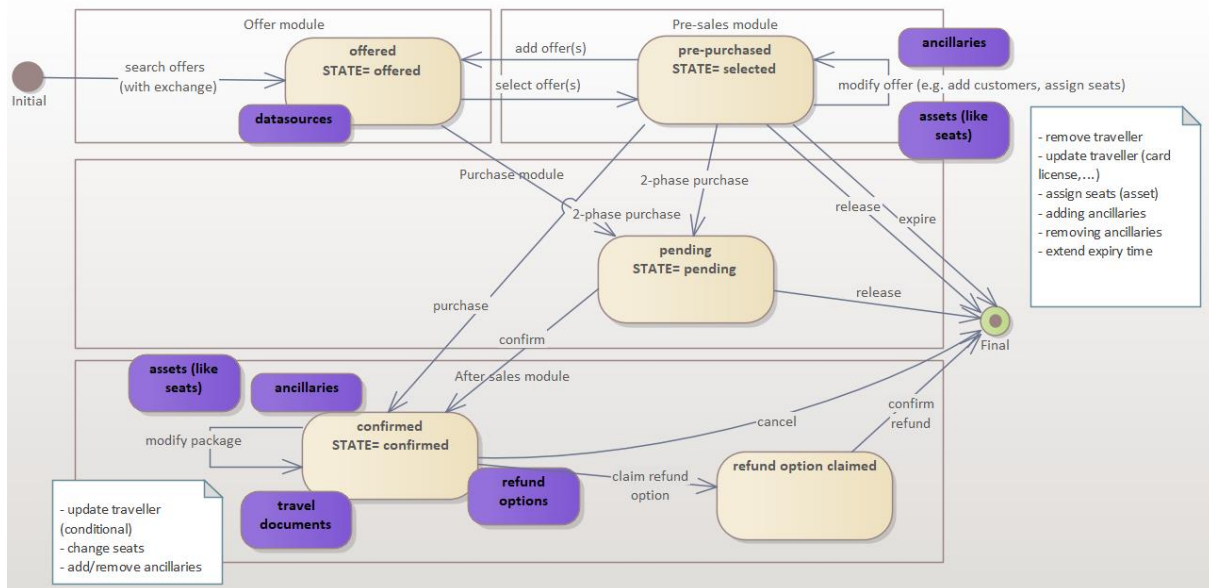 Offer module
Pre-sales module
offered
STATE= offered
add offer(s)
pre-purchased
STATE= selected
ancillaries
search offers
(with exchange)
Initial
select offer(s)
modify offer (e.g. add customers, assign seats)
datasources
assets (like
seats)
- remove traveller
- update traveller (card
license,...)
- assign seats (asset)
- adding ancillaries
- removing ancillaries
- extend expiry time
Purchase module
2-phase purchase
2-phase purchase
release
expire
pending
STATE= pending
release
purchase
confirm
Final
assets (like
seats)
ancillaries
After sales module
modify package
confirmed
STATE= confirmed
cancel
confirm
refund
refund option claimed
claim refund
option
refund
options
travel
documents
- update traveller
(conditional)
- change seats
- add/remove ancillaries